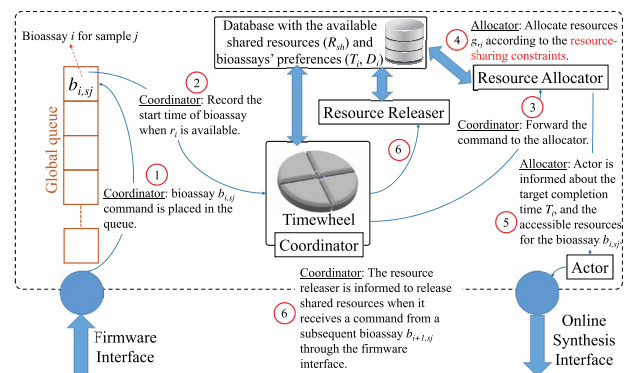 Bioassay i for sample j
b_{i,sj}
Global queue
1
Coordinator: bioassay b_{i,sj}
command is placed in the
queue.
2
Coordinator: Record the
start time of bioassay
when r_i is available.
Database with the available
shared resources (R_{sh}) and
bioassays' preferences (T_i, D_i)
4
Allocator: Allocate resources
g_{rj} according to the resource-
sharing constraints.
Resource Allocator
Resource Releaser
3
Coordinator: Forward the
command to the allocator.
6
Timewheel
Coordinator
Allocator: Actor is
informed about the
target completion
time T_i, and the
accessible resources
for the bioassay b_{i,sj}.
5
Actor
6
Coordinator: The resource
releaser is informed to release
shared resources when it
receives a command from a
subsequent bioassay b_{i+1,sj}
through the firmware
interface.
Firmware
Interface
Online
Synthesis
Interface